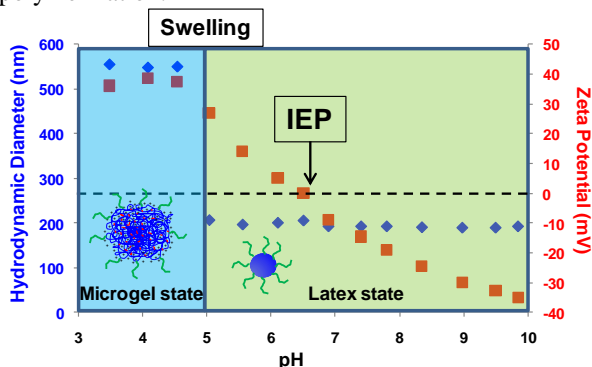 Swelling
600
500
400
300
200
100
0
Hydrodynamic Diameter (nm)
IEP
Microgel state
Latex state
50
40
30
20
10
0
-10
-20
-30
-40
Zeta Potential (mV)
3 4 5 6 7 8 9 10
pH